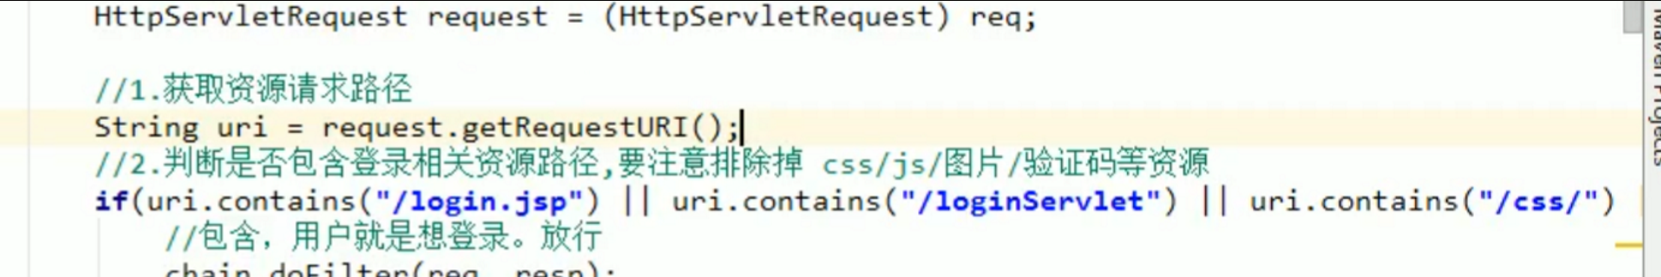 HttpServletRequest request = (HttpServletRequest) req;
//1.获取资源请求路径
String uri = request.getRequestURI();
//2.判断是否包含登录相关资源路径,要注意排除掉 css/js/图片/验证码等资源
if(uri.contains("/login.jsp") || uri.contains("/loginServlet") || uri.contains("/css/")
//包含，用户就是想登录。放行
chain.doFilter(req, resp);
Maven Projects